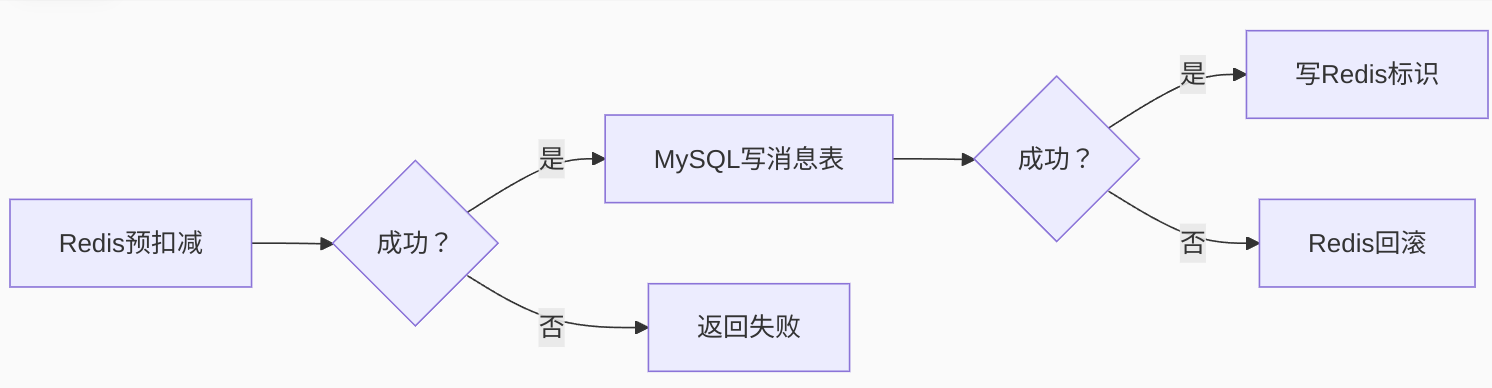 Redis预扣减
成功？
是
否
MySQL写消息表
返回失败
成功？
是
否
写Redis标识
Redis回滚